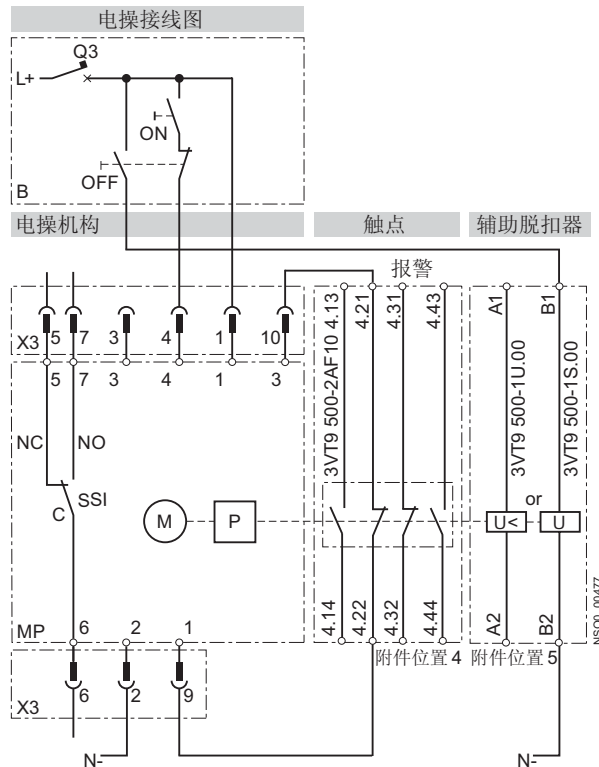 电操接线图
Q3
L+
ON
OFF
B
电操机构
触点
辅助脱扣器
报警
X3
5
7
3
4
1
10
5
7
3
4
1
3
3VT9 500-2AF10
4.13
4.21
4.31
4.43
A1
B1
3VT9 500-1U.00
3VT9 500-1S.00
NC
NO
C
SSI
M
P
or
U<
U
4.14
4.22
4.32
4.44
A2
B2
NSO0_00477
MP
6
2
1
附件位置 4
附件位置 5
X3
6
2
9
N-
N-